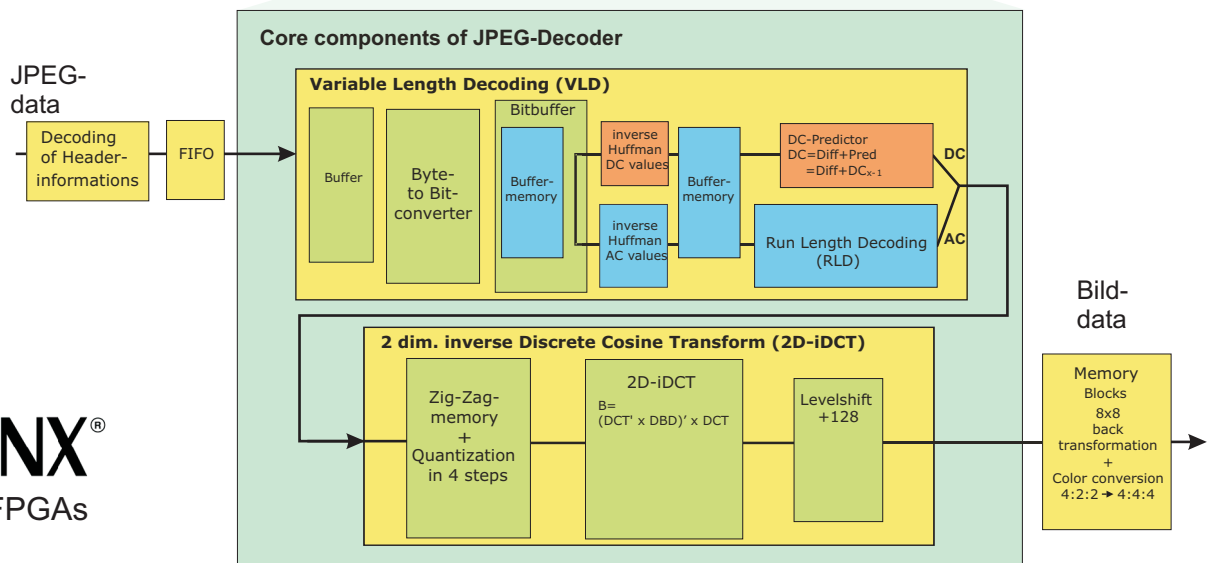 Core components of JPEG-Decoder
JPEG-
data
Decoding
of Header-
informations
FIFO
Variable Length Decoding (VLD)
Buffer
Byte-
to Bit-
converter
Bitbuffer
Buffer-
memory
inverse
Huffman
DC values
inverse
Huffman
AC values
Buffer-
memory
DC-Predictor
DC=Diff+Pred
=Diff+DCx-1
Run Length Decoding
(RLD)
DC
AC
2 dim. inverse Discrete Cosine Transform (2D-iDCT)
Zig-Zag-
memory
+
Quantization
in 4 steps
2D-iDCT
B=
(DCT' x DBD)' x DCT
Levelshift
+128
Bild-
data
Memory
Blocks
8x8
back
transformation
+
Color conversion
4:2:2 → 4:4:4
NX®
FPGAs